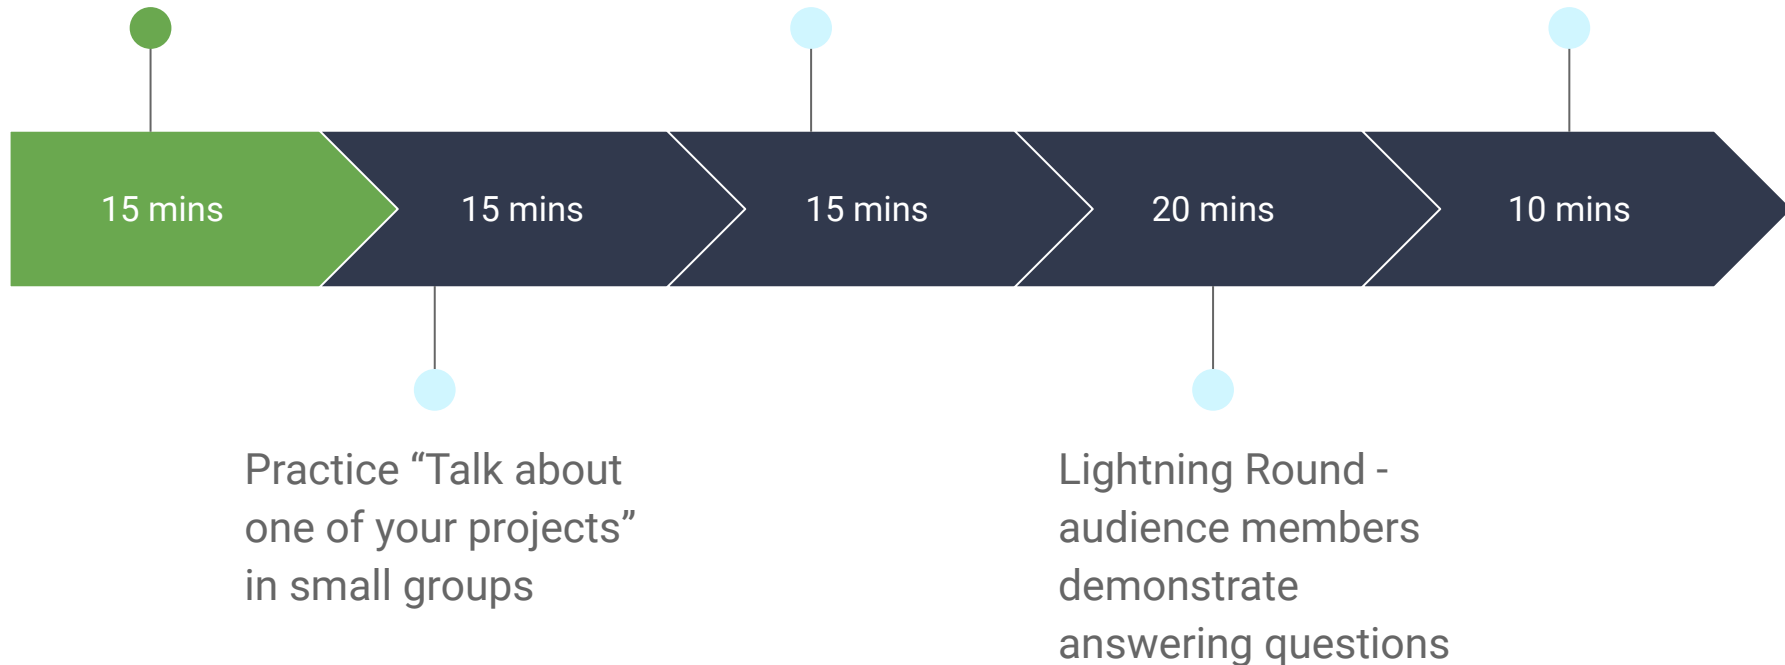 15 mins
15 mins
15 mins
20 mins
10 mins
Practice “Talk about
one of your projects”
in small groups
Lightning Round -
audience members
demonstrate
answering questions